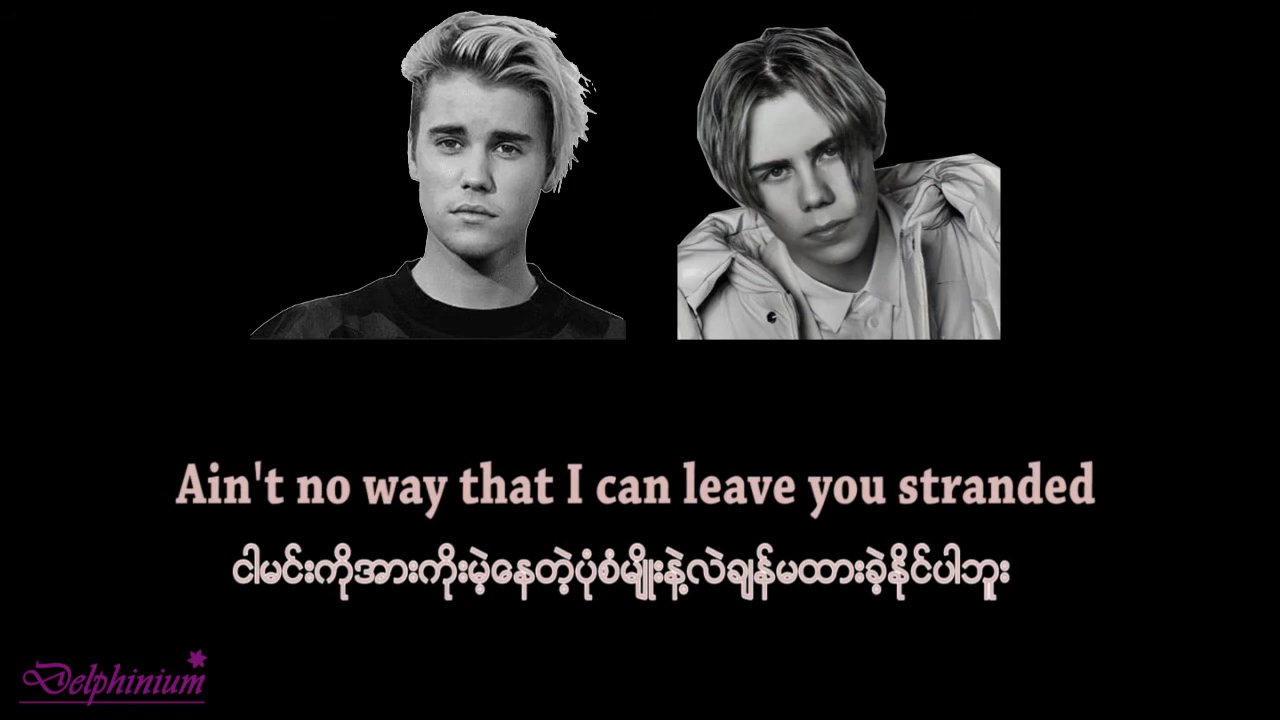 Ain't no way that I can leave you stranded
ငါမင်းကိုအားကိုးမဲ့နေတဲ့ပုံစံမျိုးနဲ့လဲချန်မထားခဲ့နိုင်ပါဘူး
Delphinium